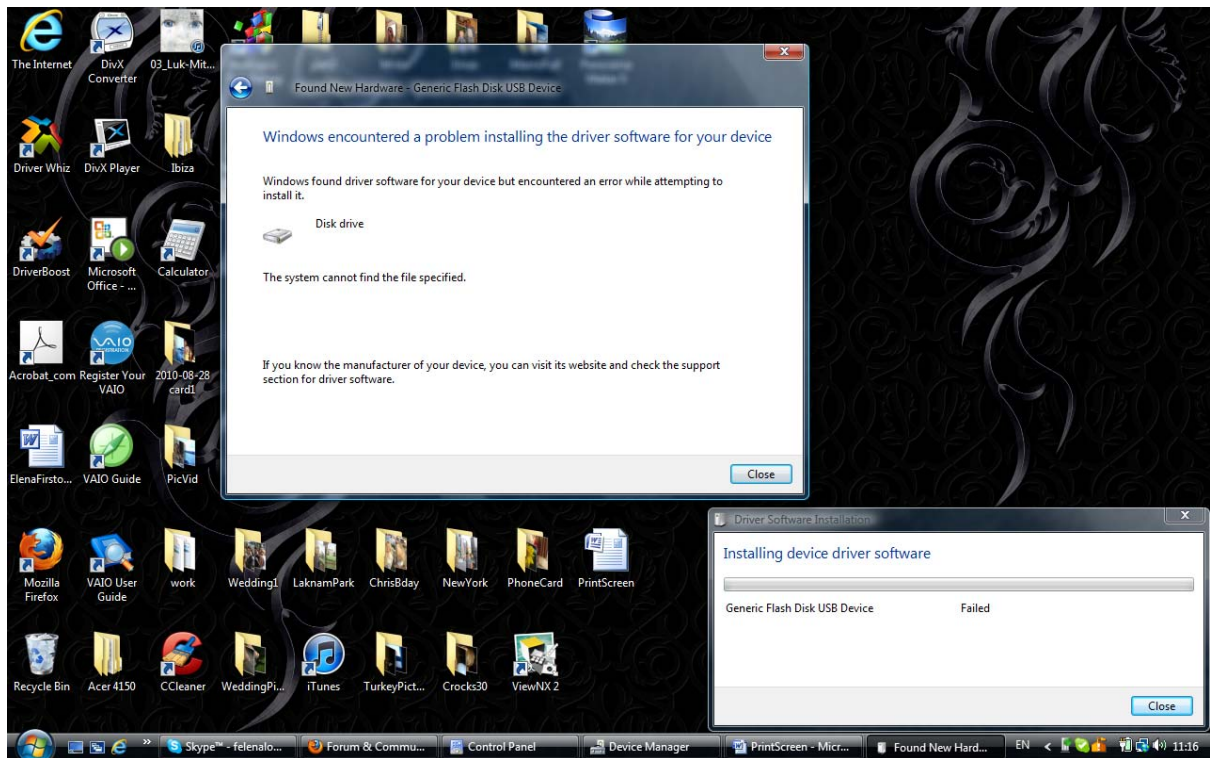 The Internet
DivX
Converter
03_Luk-Mit...
Driver Whiz
DivX Player
Ibiza
DriverBoost
Microsoft
Office - ...
Calculator
Acrobat_com
Register Your
VAIO
2010-08-28
card1
ElenaFirsto...
VAIO Guide
PicVid
Mozilla
Firefox
VAIO User
Guide
work
Wedding1
LaknamPark
ChrisBday
NewYork
PhoneCard
PrintScreen
Recycle Bin
Acer 4150
CCleaner
WeddingPi...
iTunes
TurkeyPict...
Crocks30
ViewNX 2
Found New Hardware - Generic Flash Disk USB Device
Windows encountered a problem installing the driver software for your device
Windows found driver software for your device but encountered an error while attempting to
install it.
Disk drive
The system cannot find the file specified.
If you know the manufacturer of your device, you can visit its website and check the support
section for driver software.
Close
Driver Software Installation
Installing device driver software
Generic Flash Disk USB Device Failed
Close
Skype™ - felenalo... Forum & Commu... Control Panel Device Manager PrintScreen - Micr... Found New Hard... EN 11:16